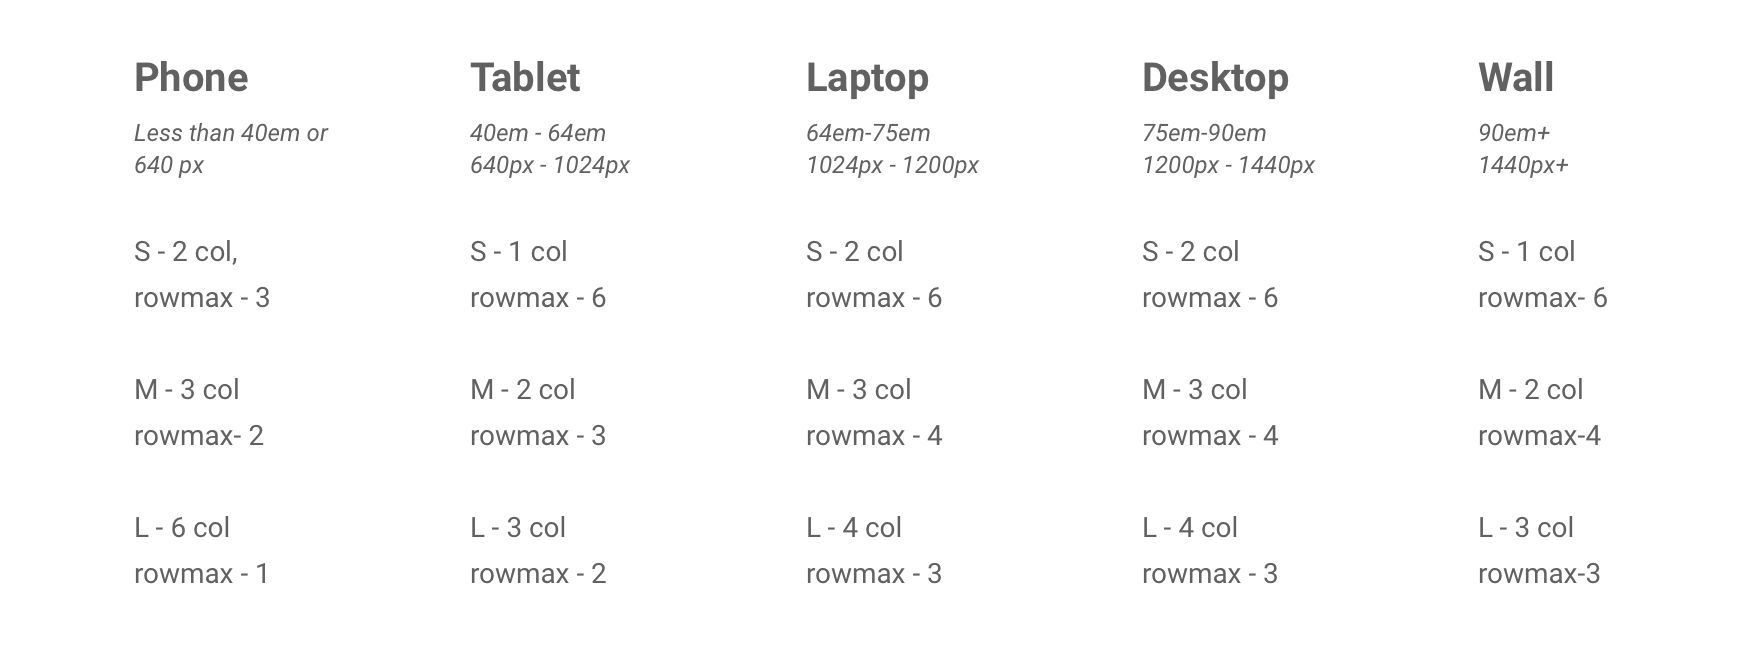 Phone
Less than 40em or
640 px
S - 2 col,
rowmax - 3
M - 3 col
rowmax- 2
L - 6 col
rowmax - 1
Tablet
40em - 64em
640px - 1024px
S - 1 col
rowmax - 6
M - 2 col
rowmax - 3
L - 3 col
rowmax - 2
Laptop
64em-75em
1024px - 1200px
S - 2 col
rowmax - 6
M - 3 col
rowmax - 4
L - 4 col
rowmax - 3
Desktop
75em-90em
1200px - 1440px
S - 2 col
rowmax - 6
M - 3 col
rowmax - 4
L - 4 col
rowmax - 3
Wall
90em+
1440px+
S - 1 col
rowmax- 6
M - 2 col
rowmax-4
L - 3 col
rowmax-3